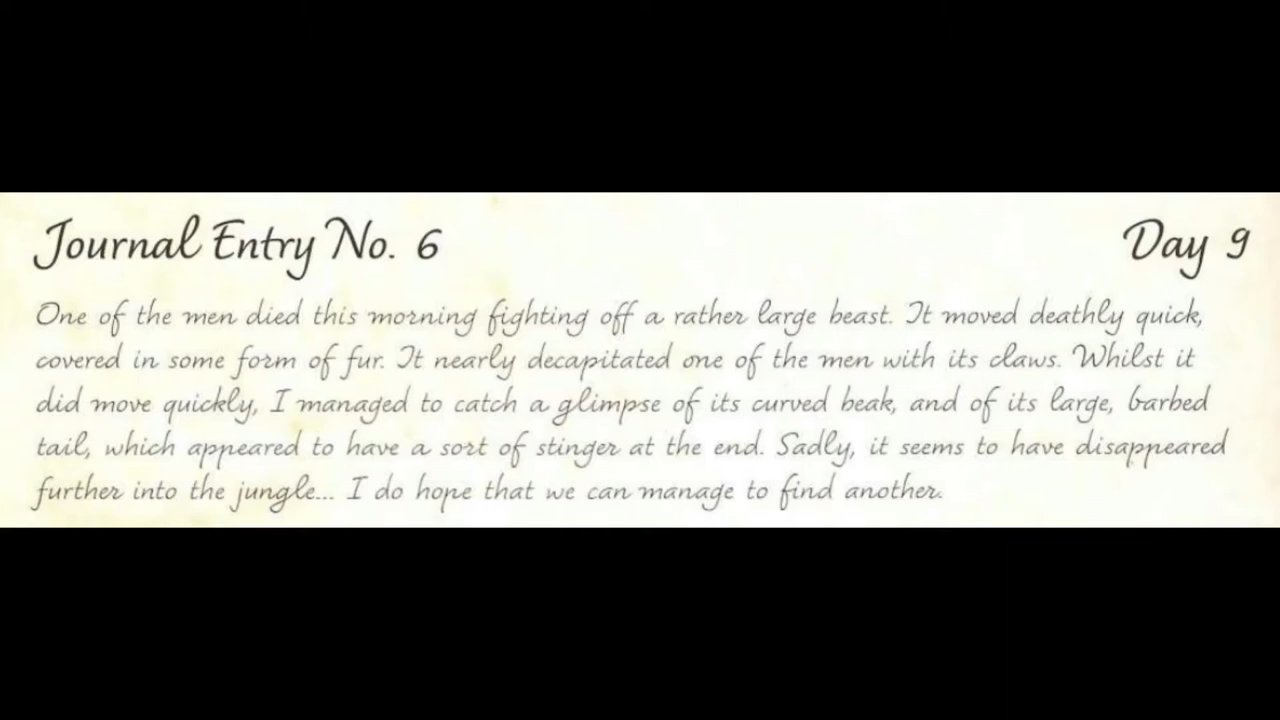 Journal Entry No. 6 Day 9
One of the men died this morning fighting off a rather large beast. It moved deathly quick,
covered in some form of fur. It nearly decapitated one of the men with its claws. Whilst it
did move quickly, I managed to catch a glimpse of its curved beak, and of its large, barbed
tail, which appeared to have a sort of stinger at the end. Sadly, it seems to have disappeared
further into the jungle... I do hope that we can manage to find another.